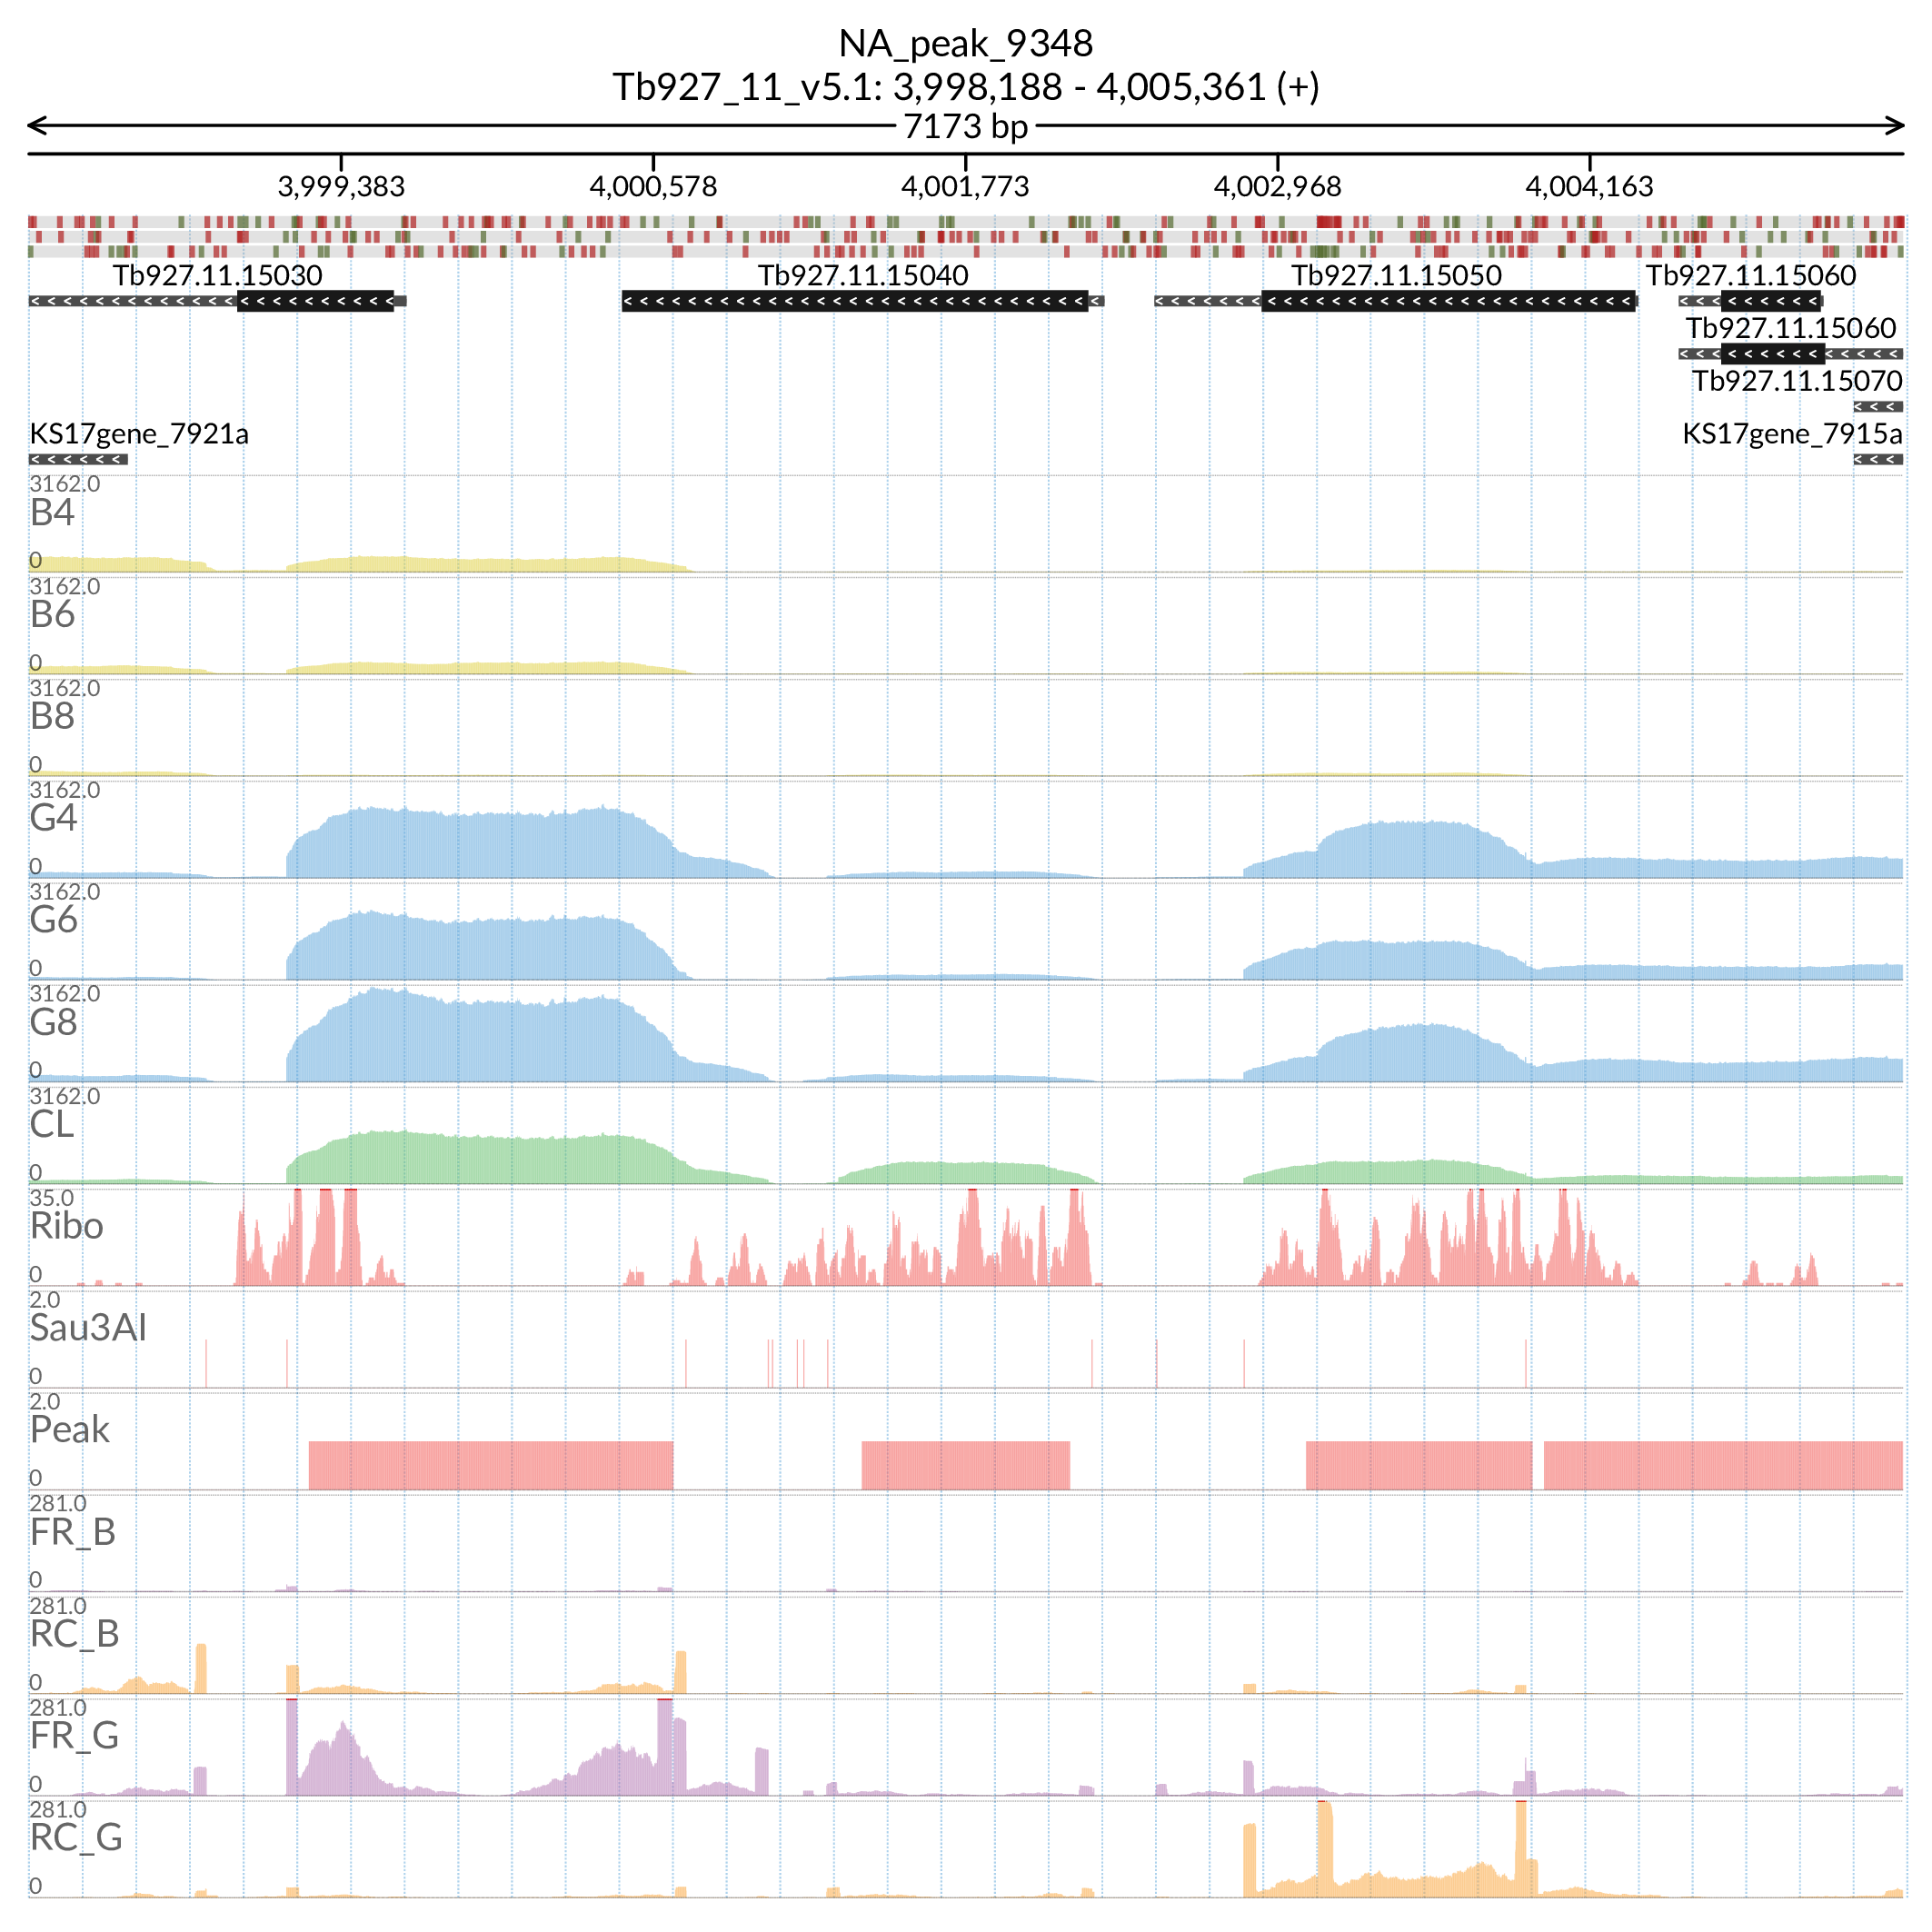 NA_peak_9348
Tb927_11_v5.1: 3,998,188 - 4,005,361 (+)
7173 bp
3,999,383 4,000,578 4,001,773 4,002,968 4,004,163
Tb927.11.15030 Tb927.11.15040 Tb927.11.15050 Tb927.11.15060
Tb927.11.15060
Tb927.11.15070
KS17gene_7921a KS17gene_7915a
3162.0
B4
0
3162.0
B6
0
3162.0
B8
0
3162.0
G4
0
3162.0
G6
0
3162.0
G8
0
3162.0
CL
0
35.0
Ribo
0
2.0
Sau3AI
0
2.0
Peak
0
281.0
FR_B
0
281.0
RC_B
0
281.0
FR_G
0
281.0
RC_G
0